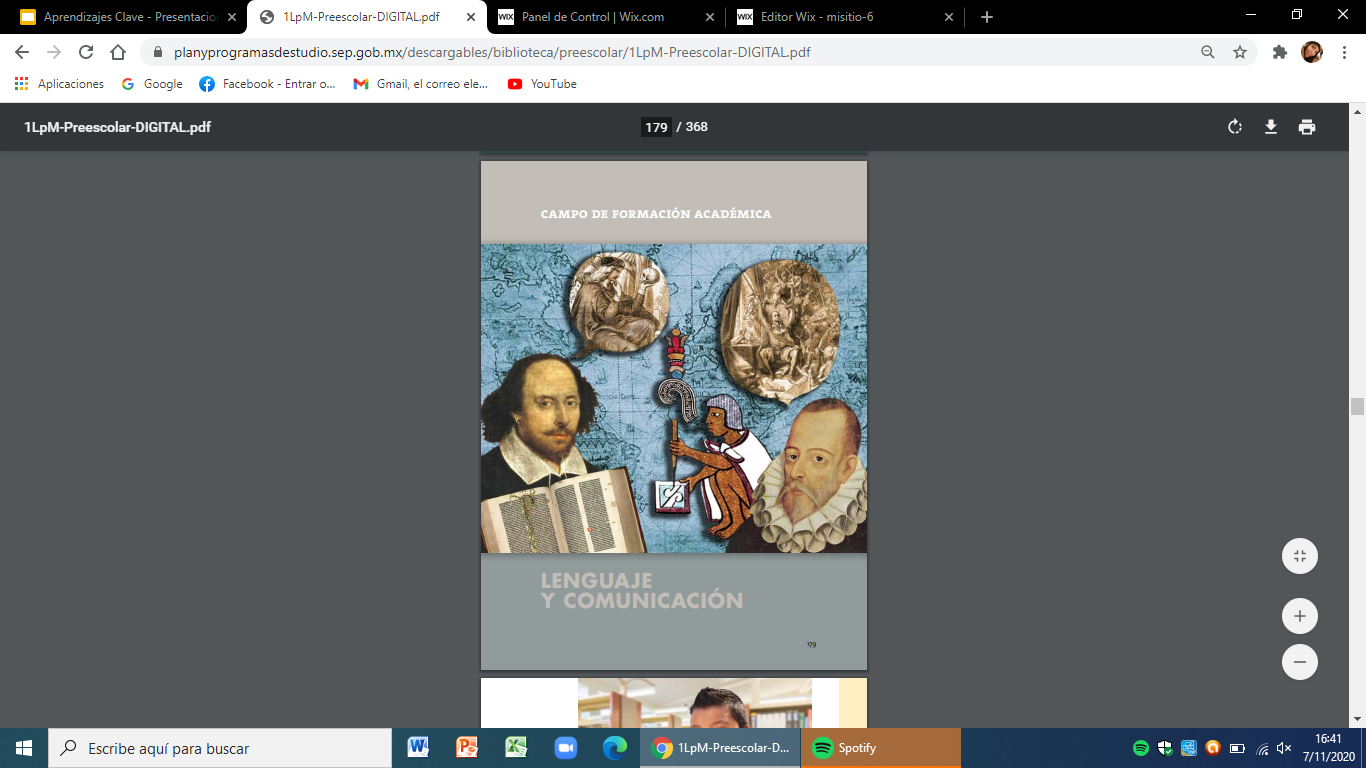 Aprendizajes Clave - Presentacion
1LpM-Preescolar-DIGITAL.pdf
WIX Panel de Control | Wix.com
WIX Editor Wix - misitio-6
planyprogramasdestudio.sep.gob.mx/descargables/biblioteca/preescolar/1LpM-Preescolar-DIGITAL.pdf
Aplicaciones
Google
Facebook - Entrar o...
Gmail, el correo ele...
YouTube
1LpM-Preescolar-DIGITAL.pdf
179 / 368
CAMPO DE FORMACIÓN ACADÉMICA
LENGUAJE
Y COMUNICACIÓN
179
Escribe aquí para buscar
1LpM-Preescolar-D...
Spotify
16:41
7/11/2020